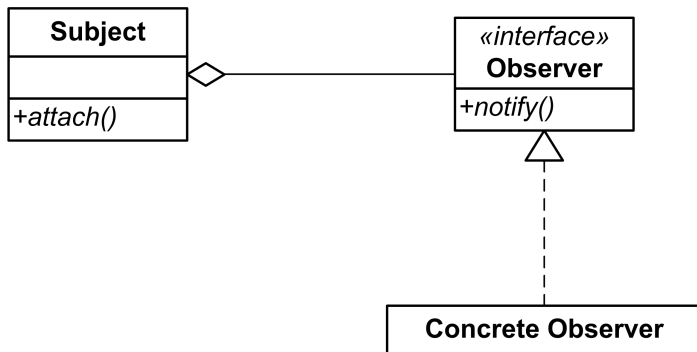 Subject
+attach()
«interface»
Observer
+notify()
Concrete Observer